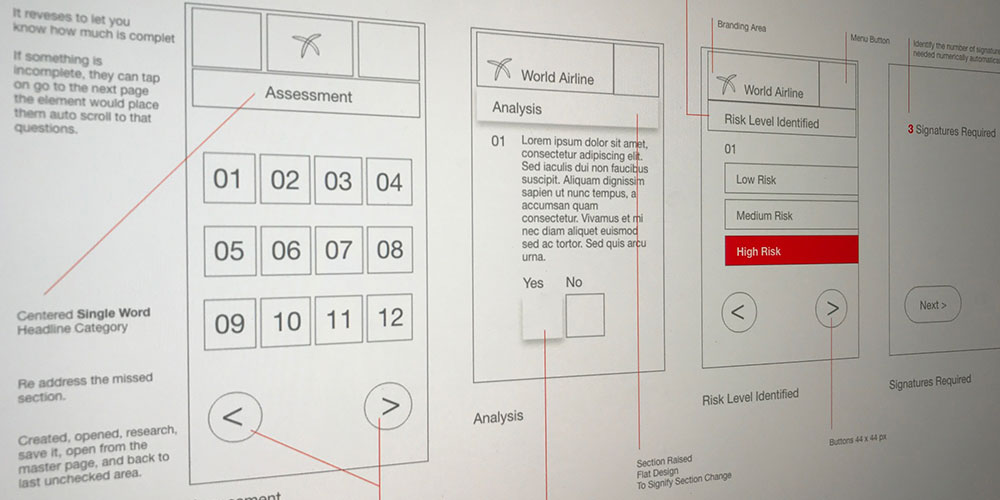 It reveses to let you
know how much is complet
If something is
incomplete, they can tap
on go to the next page
the element would place
them auto scroll to that
questions.
Centered Single Word
Headline Category
Re address the missed
section.
Created, opened, research,
save it, open from the
master page, and back to
last unchecked area.
Assessment
01 02 03 04
05 06 07 08
09 10 11 12
<
>
World Airline
Analysis
01
Lorem ipsum dolor sit amet,
consectetur adipiscing elit.
Sed iaculis dui non faucibus
suscipit. Aliquam dignissim
sapien ut nunc tempus, a
accumsan quam
consectetur. Vivamus et mi
nec diam aliquet euismod
sed ac tortor. Sed quis arcu
urna.
Yes No
Analysis
Section Raised
Flat Design
To Signify Section Change
Branding Area
Menu Button
World Airline
Risk Level Identified
01
Low Risk
Medium Risk
High Risk
<
>
Risk Level Identified
Buttons 44 x 44 px
Identify the number of signature
needed numerically automatica
3 Signatures Required
Next >
Signatures Required